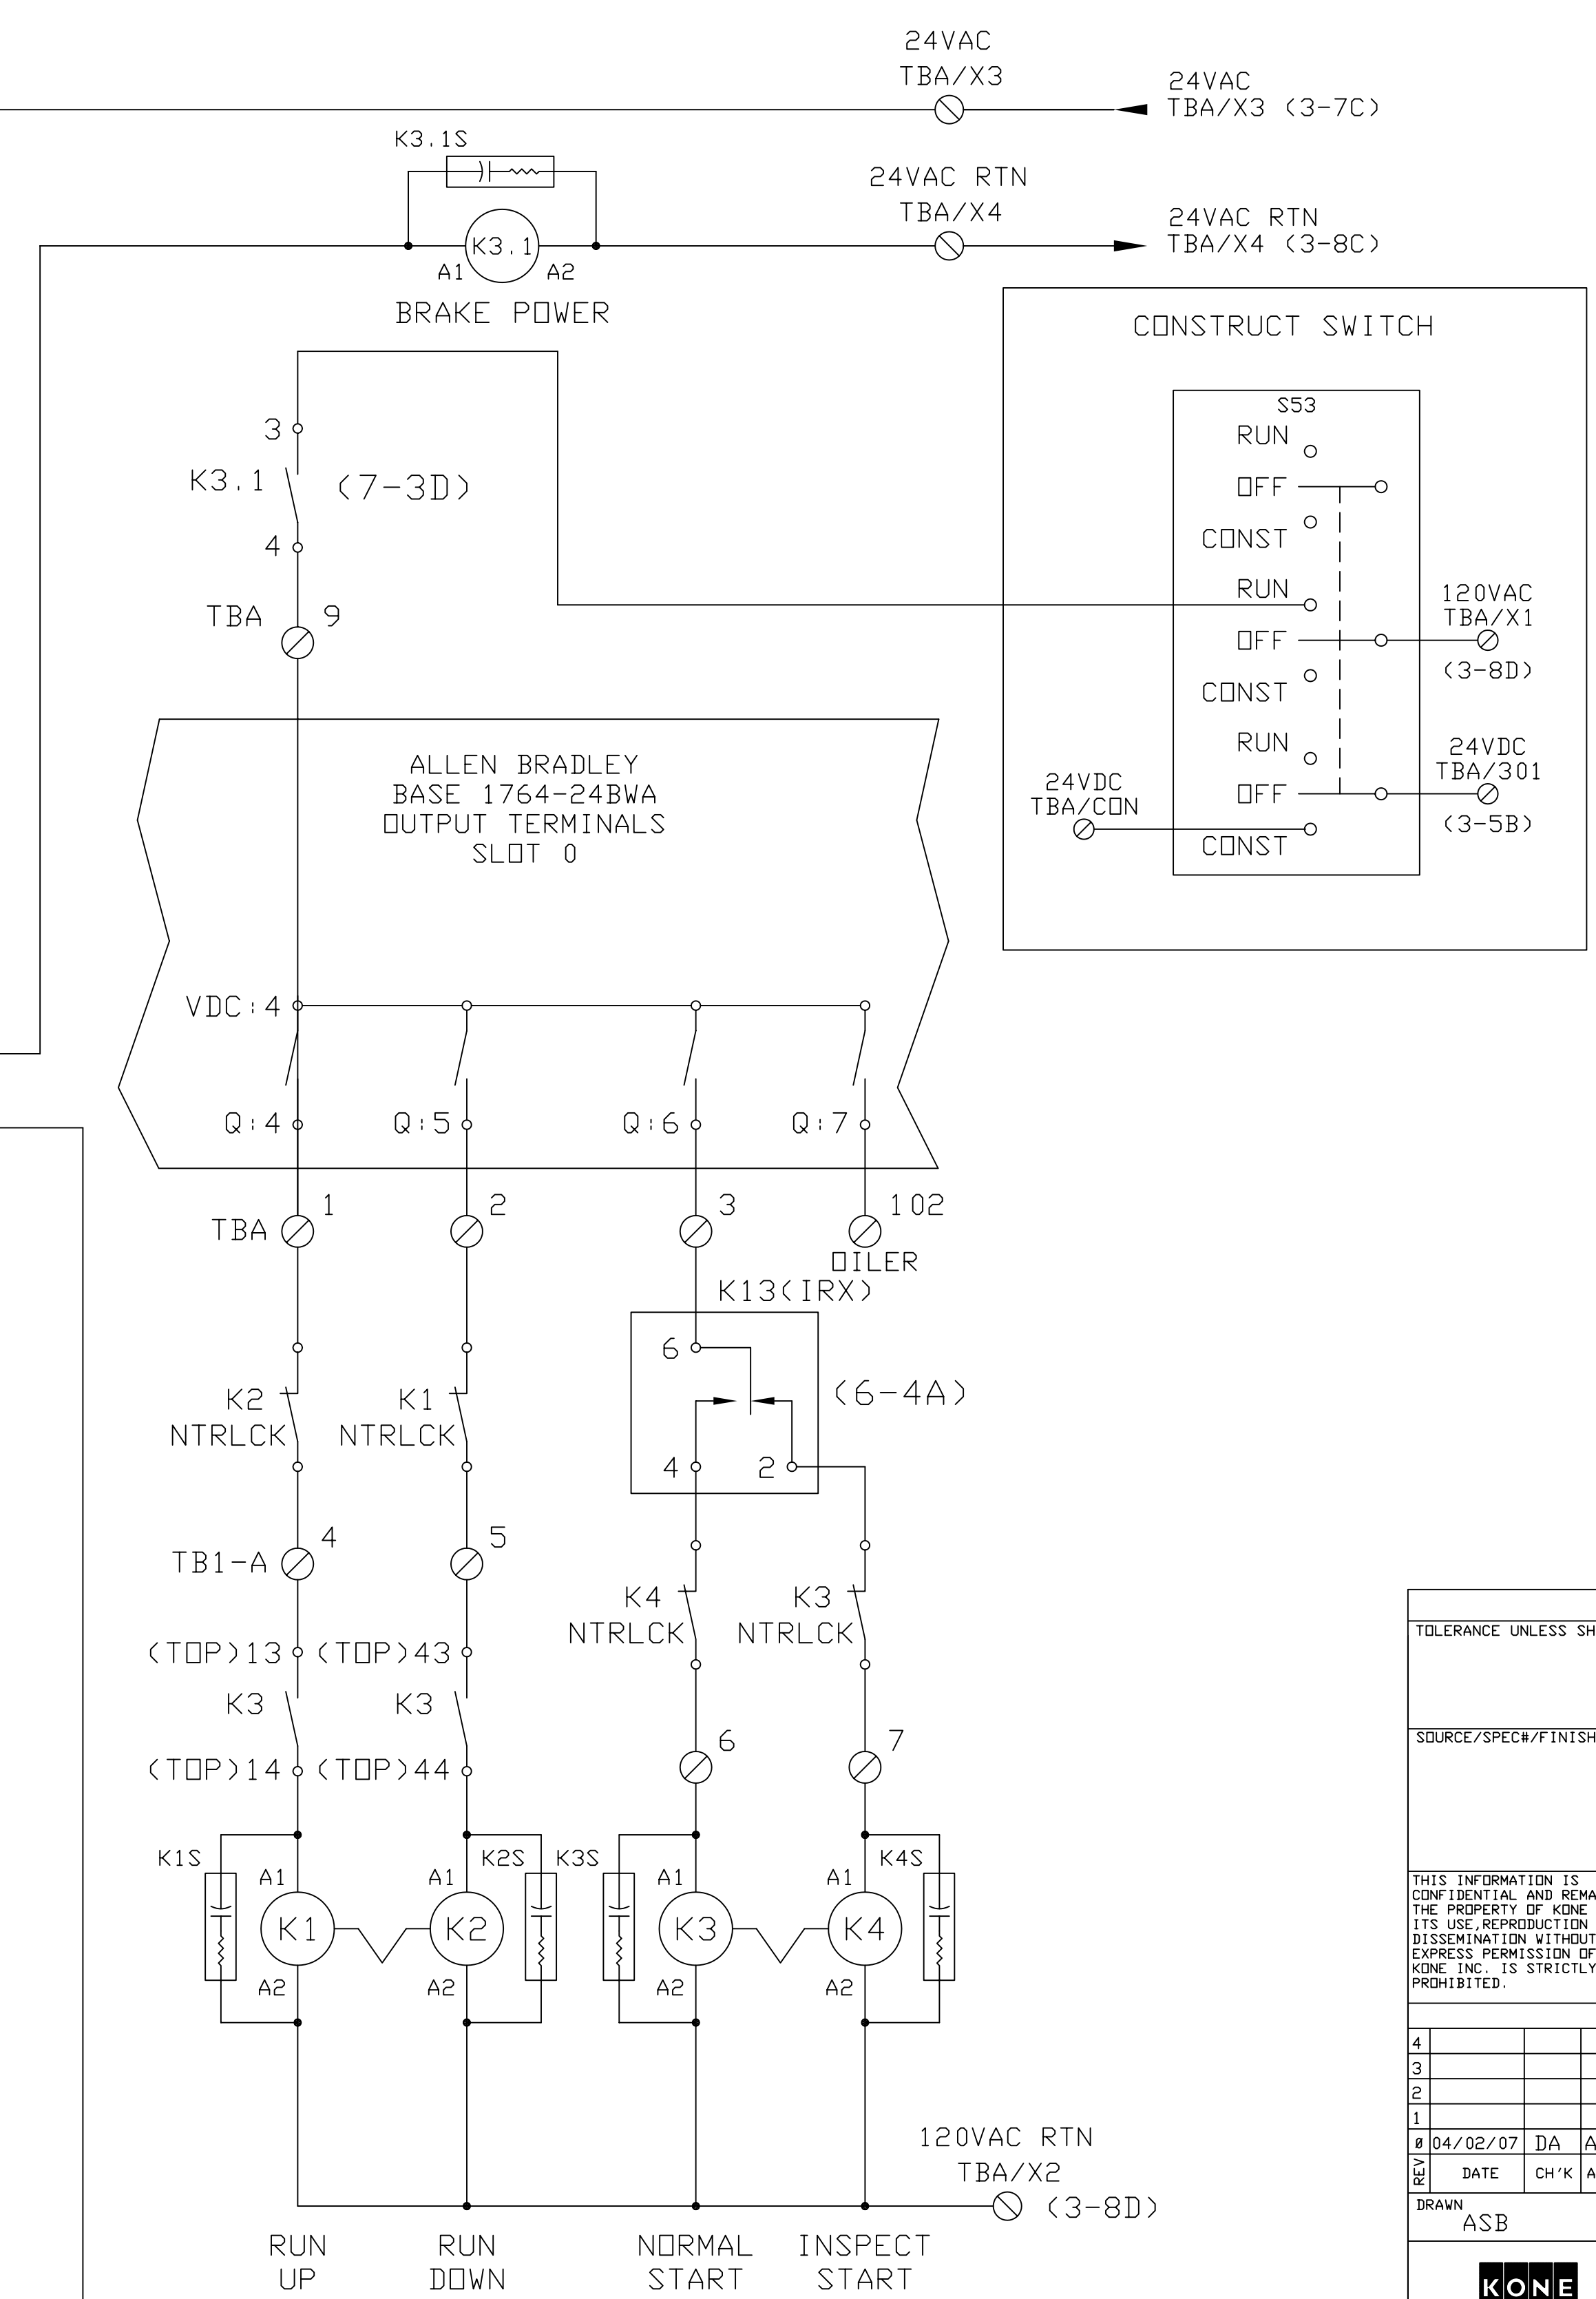 24VAC
TBA/X3
24VAC
TBA/X3 (3-7C)
K3.1S
24VAC RTN
TBA/X4
24VAC RTN
TBA/X4 (3-8C)
K3.1
A1 A2
BRAKE POWER
CONSTRUCT SWITCH
S53
RUN
OFF
CONST
RUN
OFF
CONST
RUN
OFF
CONST
120VAC
TBA/X1
(3-8D)
24VDC
TBA/301
(3-5B)
24VDC
TBA/CON
3
K3.1 (7-3D)
4
TBA 9
ALLEN BRADLEY
BASE 1764-24BWA
OUTPUT TERMINALS
SLOT 0
VDC:4
Q:4 Q:5 Q:6 Q:7
TBA 1 2 3 102
OILER
K13(IRX)
6
(6-4A)
4 2
K2
NTRLCK
K1
NTRLCK
TB1-A 4 5
K4
NTRLCK
K3
NTRLCK
(TOP)13 (TOP)43
K3 K3
(TOP)14 (TOP)44
6 7
K1S K2S K3S K4S
A1 A1 A1 A1
K1 K2 K3 K4
A2 A2 A2 A2
120VAC RTN
TBA/X2
(3-8D)
RUN
UP
RUN
DOWN
NORMAL
START
INSPECT
START
TOLERANCE UNLESS SH
SOURCE/SPEC#/FINISH
THIS INFORMATION IS
CONFIDENTIAL AND REMA
THE PROPERTY OF KONE
ITS USE,REPRODUCTION
DISSEMINATION WITHOUT
EXPRESS PERMISSION OF
KONE INC. IS STRICTLY
PROHIBITED.
4
3
2
1
Ø 04/02/07 DA A
REV DATE CH'K A
DRAWN
ASB
KONE